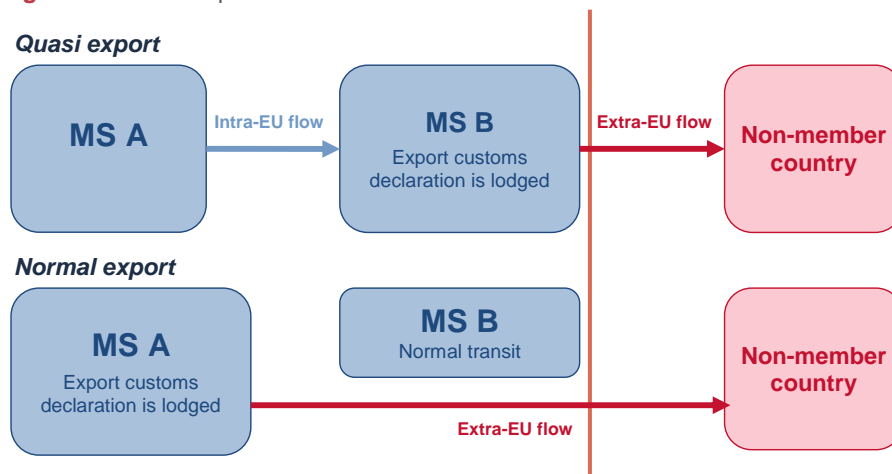 Quasi export
MS A
Intra-EU flow
MS B
Export customs
declaration is lodged
Extra-EU flow
Non-member
country
Normal export
MS A
Export customs
declaration is lodged
MS B
Normal transit
Extra-EU flow
Non-member
country